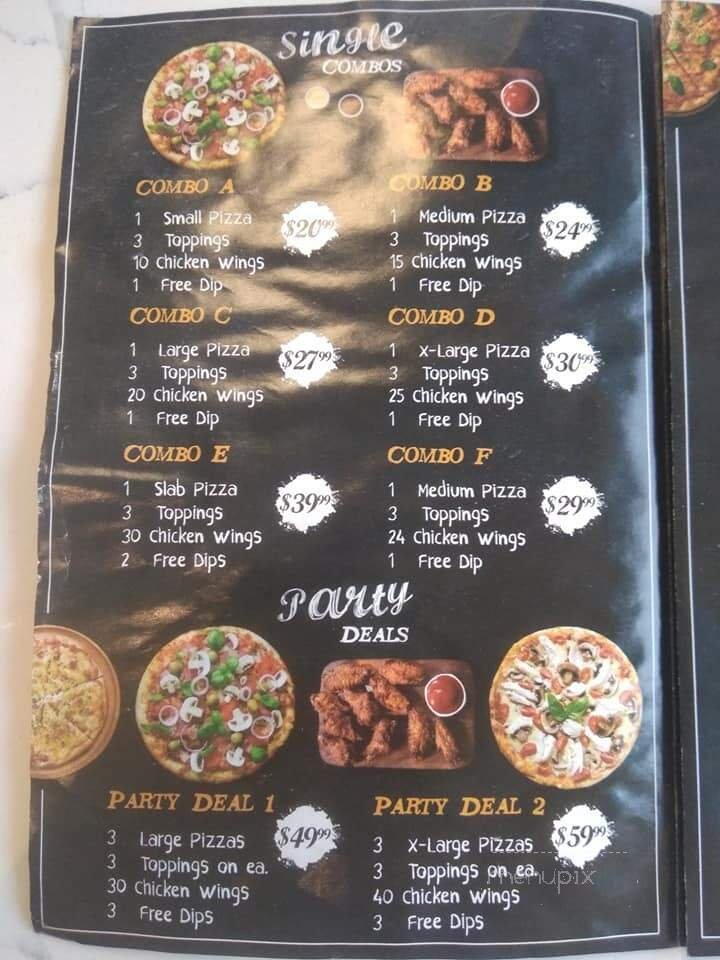 Single
COMBOS
COMBO A
1 Small Pizza
3 Toppings
10 Chicken Wings
1 Free Dip
$20.99
COMBO B
1 Medium Pizza
3 Toppings
15 Chicken Wings
1 Free Dip
$24.99
COMBO C
1 Large Pizza
3 Toppings
20 Chicken Wings
1 Free Dip
$27.99
COMBO D
1 X-Large Pizza
3 Toppings
25 Chicken Wings
1 Free Dip
$30.99
COMBO E
1 Slab Pizza
3 Toppings
30 Chicken Wings
2 Free Dips
$39.99
COMBO F
1 Medium Pizza
3 Toppings
24 Chicken Wings
1 Free Dip
$29.99
Party
DEALS
PARTY DEAL 1
3 Large Pizzas
3 Toppings on ea.
30 Chicken Wings
3 Free Dips
$49.99
PARTY DEAL 2
3 X-Large Pizzas
3 Toppings on ea.
40 Chicken Wings
3 Free Dips
$59.99
menupix